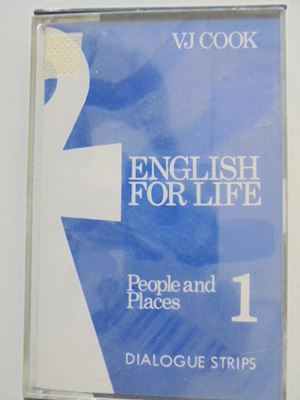 VJ COOK
ENGLISH
FOR LIFE
People and
Places 1
DIALOGUE STRIPS